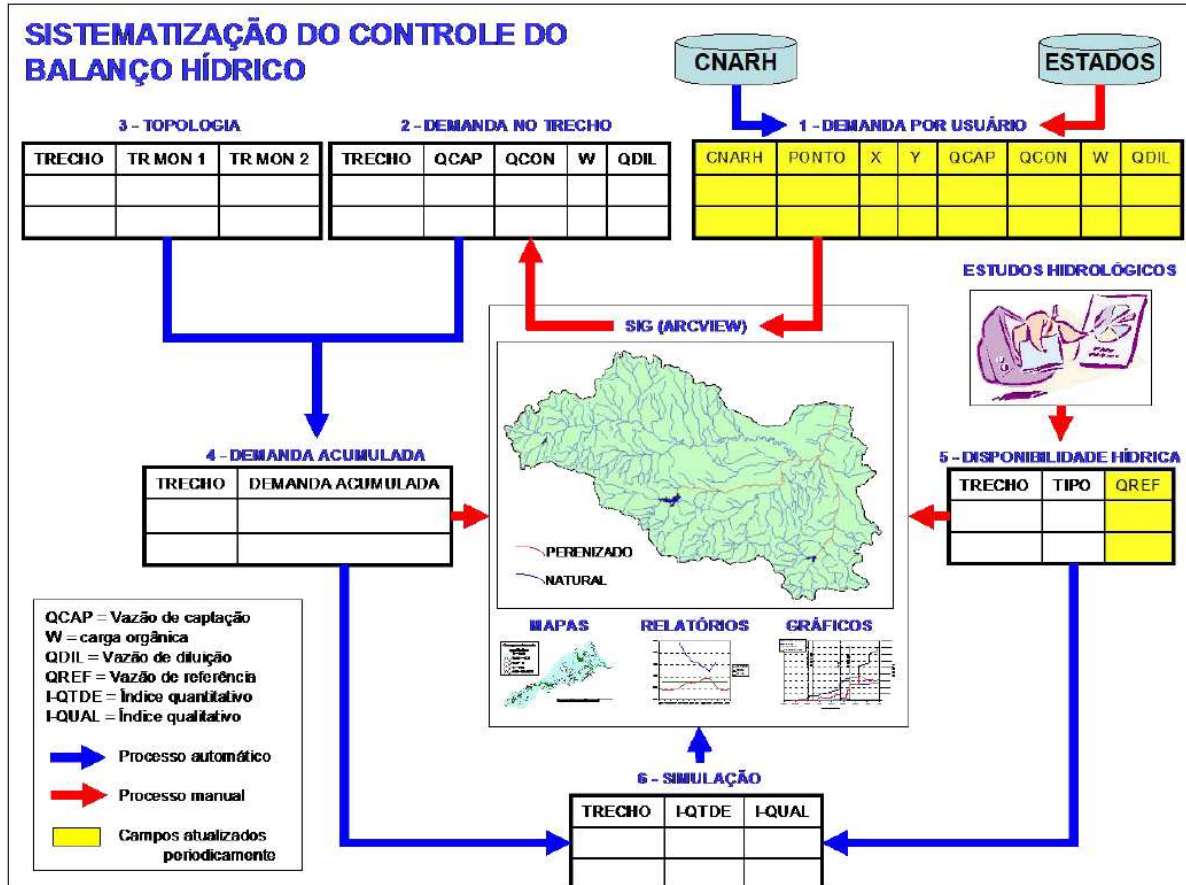 SISTEMATIZAÇÃO DO CONTROLE DO
BALANÇO HÍDRICO
CNARH
ESTADOS
3 - TOPOLOGIA
TRECHO TR MON 1 TR MON 2
2 - DEMANDA NO TRECHO
TRECHO QCAP QCON W QDIL
1 - DEMANDA POR USUÁRIO
CNARH PONTO X Y QCAP QCON W QDIL
ESTUDOS HIDROLÓGICOS
SIG (ARCVIEW)
PERENIZADO
NATURAL
MAPAS RELATÓRIOS GRÁFICOS
4 - DEMANDA ACUMULADA
TRECHO DEMANDA ACUMULADA
5 - DISPONIBILIDADE HÍDRICA
TRECHO TIPO QREF
QCAP = Vazão de captação
W = carga orgânica
QDIL = Vazão de diluição
QREF = Vazão de referência
I-QTDE = Índice quantitativo
I-QUAL = Índice qualitativo
Processo automático
Processo manual
Campos atualizados
periodicamente
6 - SIMULAÇÃO
TRECHO I-QTDE I-QUAL